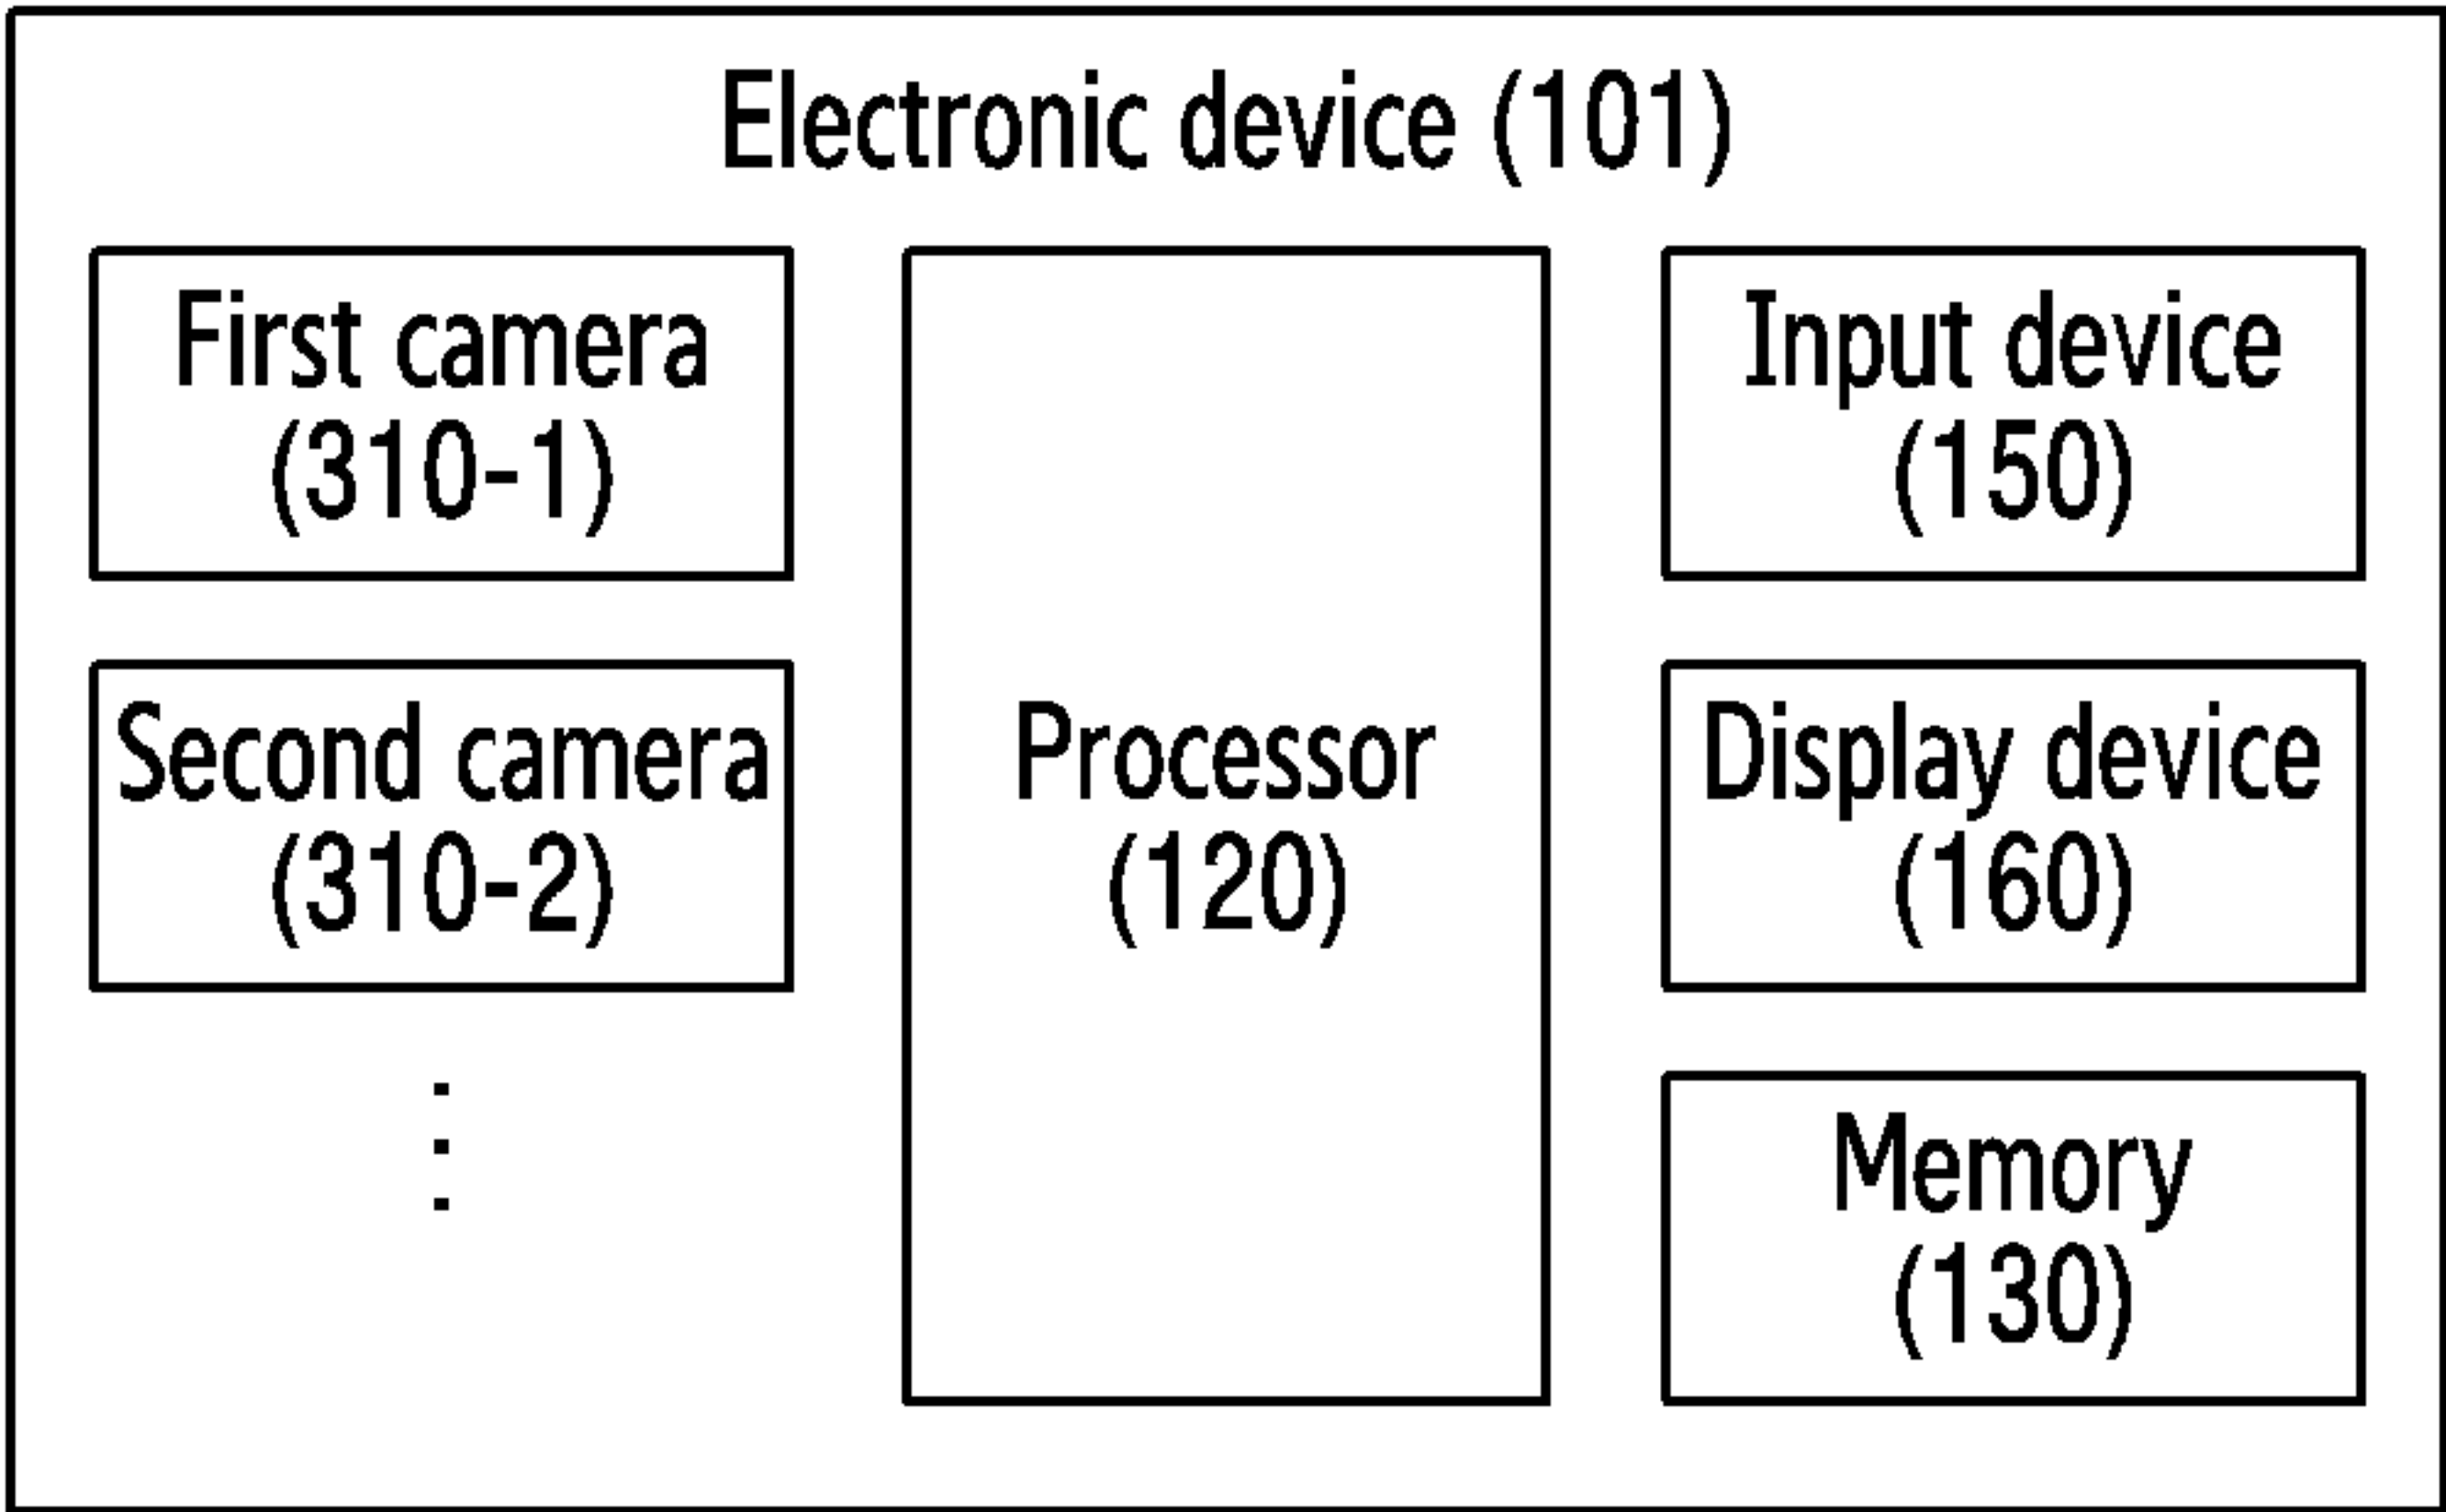 Electronic device (101)
First camera
(310-1)
Second camera
(310-2)
Processor
(120)
Input device
(150)
Display device
(160)
Memory
(130)